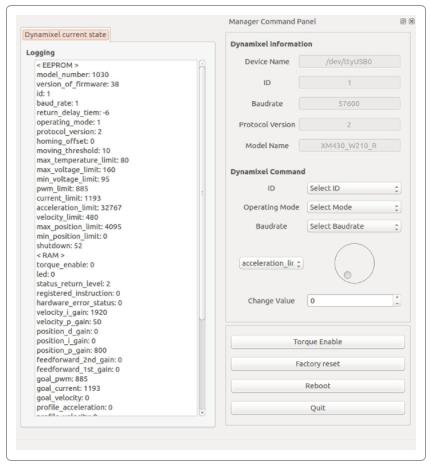 Manager Command Panel
Dynamixel current state
Logging
< EEPROM >
model_number: 1030
version_of_firmware: 38
id: 1
baud_rate: 1
return_delay_tiem: -6
operating_mode: 1
protocol_version: 2
homing_offset: 0
moving_threshold: 10
max_temperature_limit: 80
max_voltage_limit: 160
min_voltage_limit: 95
pwm_limit: 885
current_limit: 1193
acceleration_limit: 32767
velocity_limit: 480
max_position_limit: 4095
min_position_limit: 0
shutdown: 52
< RAM >
torque_enable: 0
led: 0
status_return_level: 2
registered_instruction: 0
hardware_error_status: 0
velocity_i_gain: 1920
velocity_p_gain: 50
position_d_gain: 0
position_i_gain: 0
position_p_gain: 800
feedforward_2nd_gain: 0
feedforward_1st_gain: 0
goal_pwm: 885
goal_current: 1193
goal_velocity: 0
profile_acceleration: 0
profile_velocity: 0
Dynamixel Information
Device Name /dev/ttyUSB0
ID 1
Baudrate 57600
Protocol Version 2
Model Name XM430_W210_R
Dynamixel Command
ID Select ID
Operating Mode Select Mode
Baudrate Select Baudrate
acceleration_lir
Change Value 0
Torque Enable
Factory reset
Reboot
Quit